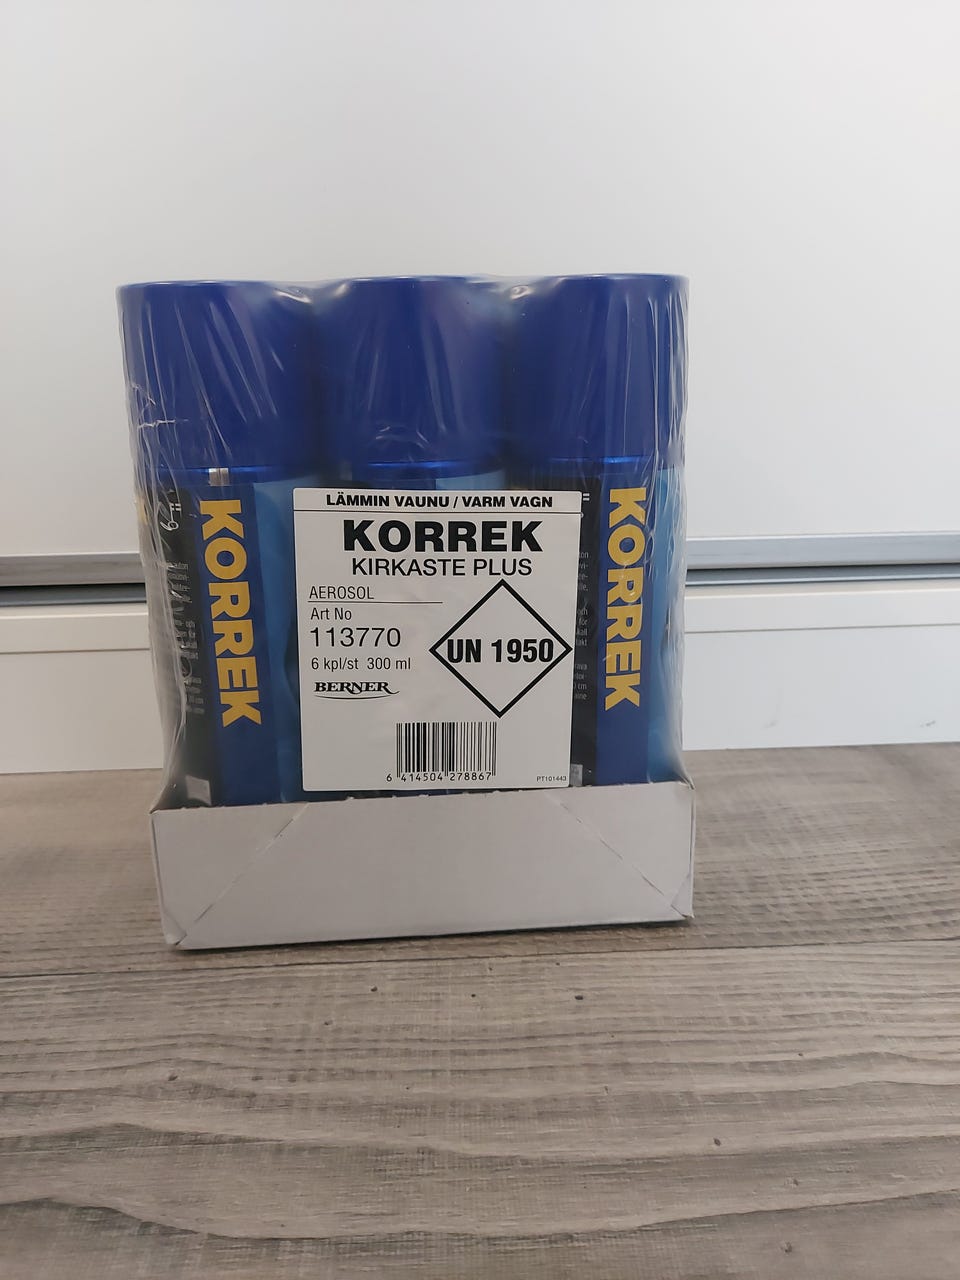 LÄMMIN VAUNU / VARM VAGN
KORREK
KIRKASTE PLUS
AEROSOL
Art No
113770
6 kpl/st 300 ml
BERNER
UN 1950
6 414504 278867
PT101443
KORREK
KORREK